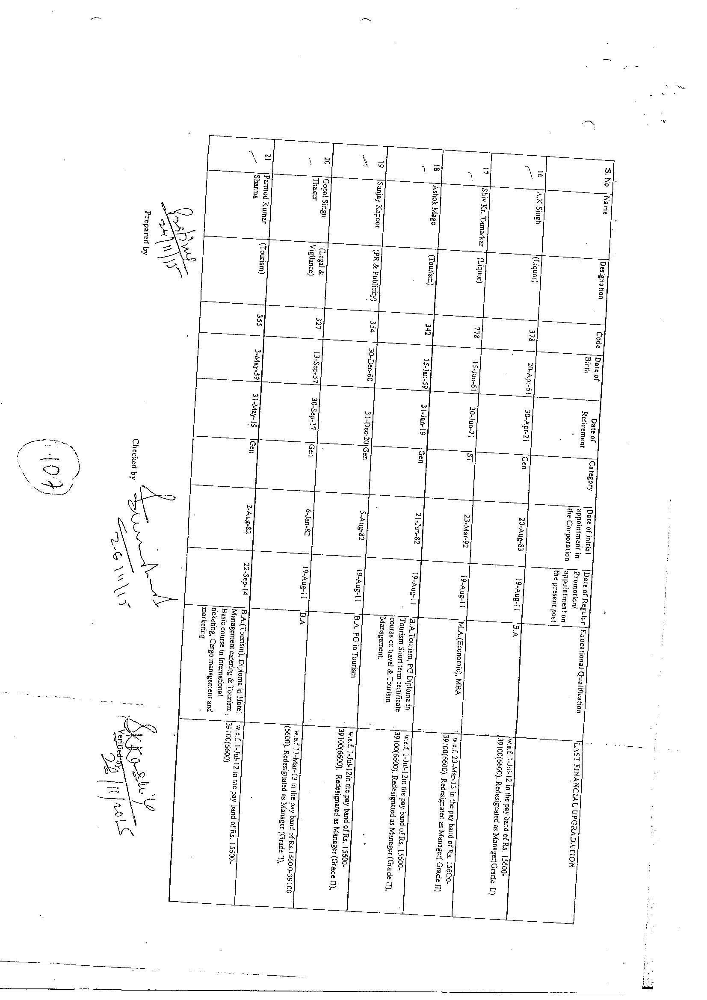 S. No Name Designation Code Date of Birth Date of Retirement Category Date of initial appointment in the Corporation Date of Regular Promotion/ appointment on the present post Educational Qualification LAST FINANCIAL UPGRADATION
16 A.K.Singh (Liquor) 378 20-Apr-61 30-Apr-21 Gen 20-Aug-83 19-Aug-11 B.A w.e.f. 1-Jul-12 in the pay band of Rs. 15600-
39100(6600). Redesignated as Manager(Grade II)
17 Shiv Kr. Tamarkar (Liquor) 778 15-Jun-61 30-Jun-21 ST 23-Mar-92 19-Aug-11 M.A.(Economic), MBA w.e.f. 23-Mar-13 in the pay band of Rs. 15600-
39100(6600). Redesignated as Manager( Grade II)
18 Ashok Mago (Tourism) 342 15-Jan-59 31-Jan-19 Gen 21-Jun-82 19-Aug-11 B.A.Tourism, PG Diploma in w.e.f. 1-Jul-12in the pay band of Rs. 15600-
Tourism Short term certificate 39100(6600). Redesignated as Manager (Grade II),
course on travel & Tourism
Management.
19 Sanjay Kapoor (PR & Publicity) 354 30-Dec-60 31-Dec-20 Gen 5-Aug-82 19-Aug-11 B.A. PG in Tourism w.e.f. 1-Jul-12in the pay band of Rs. 15600-
39100(6600). Redesignated as Manager (Grade II),
20 Gopal Singh (Legal & 327 13-Sep-57 30-Sep-17 Gen 6-Jan-82 19-Aug-11 B.A w.e.f 11-Mar-13 in the pay band of Rs.15600-39100
Thakur Vigilance) (6600). Redesignated as Manager (Grade II),
21 Parmod Kumar (Tourism) 355 3-May-59 31-May-19 Gen 2-Aug-82 22-Sep-14 B.A.(Tourism), Diploma in Hotel w.e.f. 1-Jul-12 in the pay band of Rs. 15600-
Sharma Management catering & Tourism , 39100(6600)
Basic course in International
ticketing, Cargo management and
marketing
24/11/15
Prepared by
Checked by
26/11/15
Verified by
28/11/2015
107